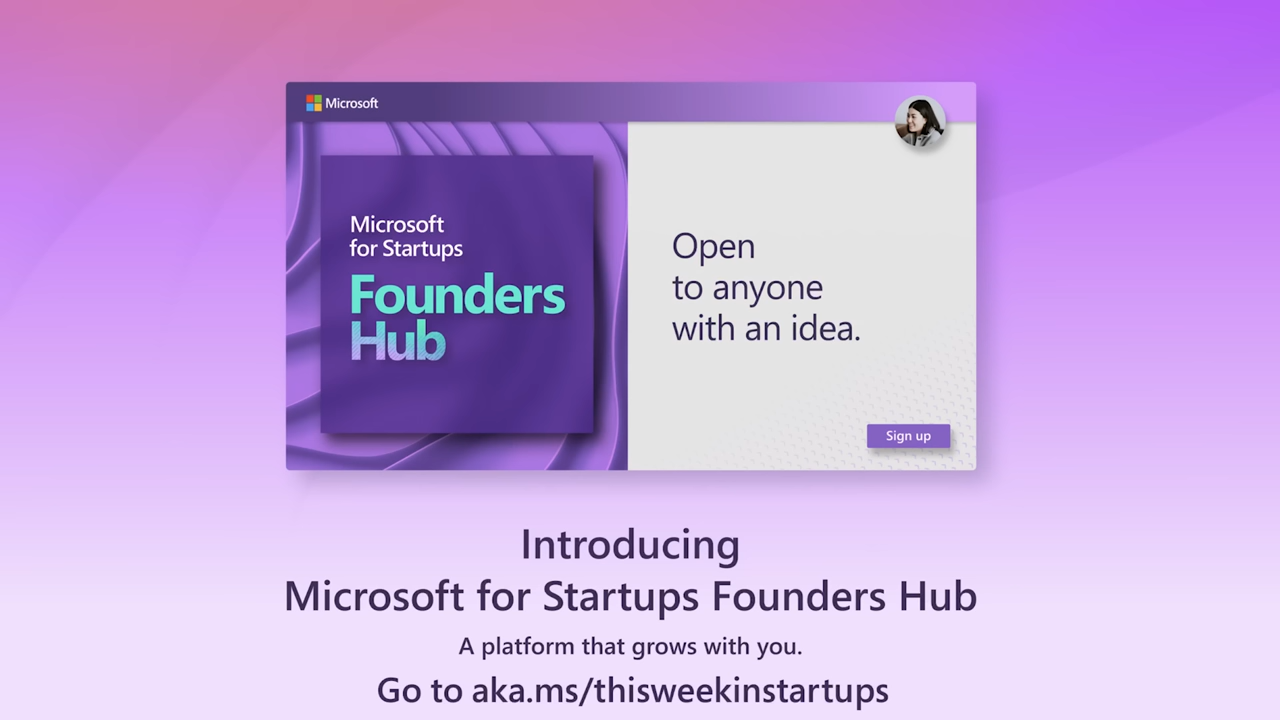 Microsoft
Microsoft
for Startups
Founders
Hub
Open
to anyone
with an idea.
Sign up
Introducing
Microsoft for Startups Founders Hub
A platform that grows with you.
Go to aka.ms/thisweekinstartups